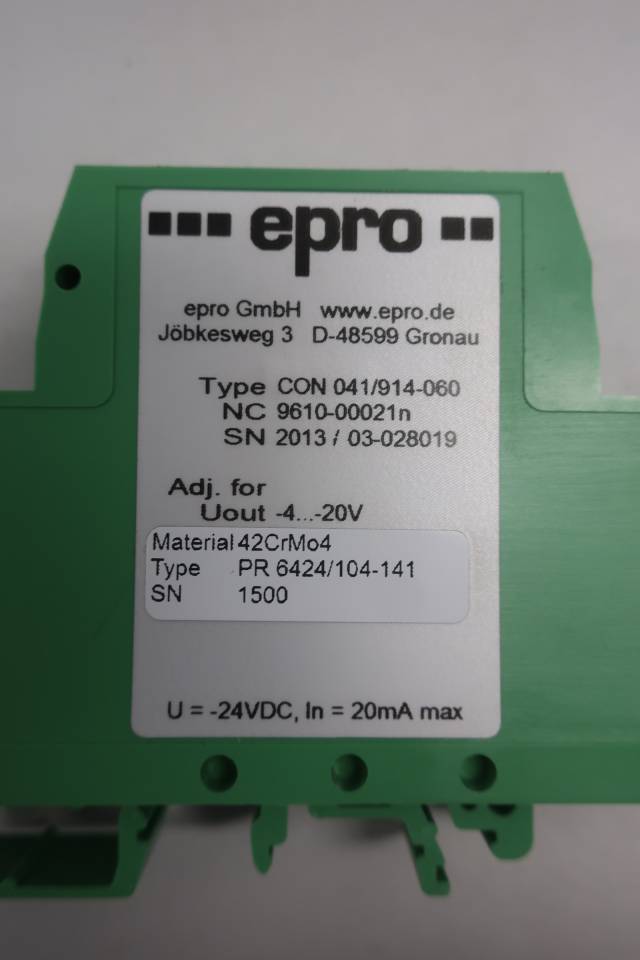 epro
epro GmbH www.epro.de
Jöbkesweg 3 D-48599 Gronau
Type CON 041/914-060
NC 9610-00021n
SN 2013 / 03-028019
Adj. for
Uout -4...-20V
Material 42CrMo4
Type PR 6424/104-141
SN 1500
U = -24VDC, In = 20mA max